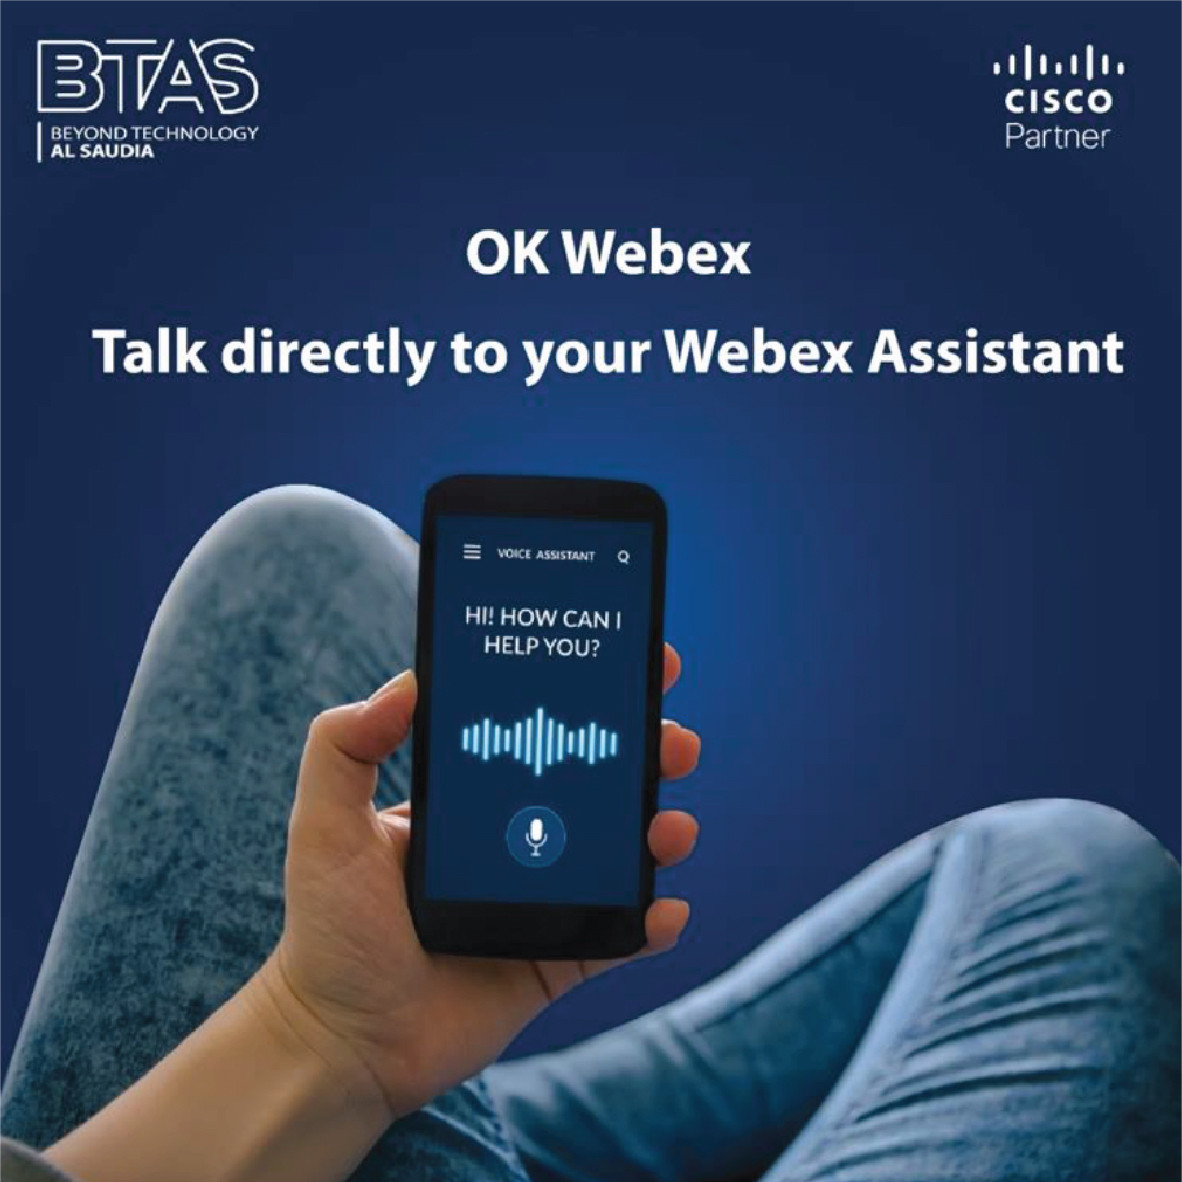 BTAS
BEYOND TECHNOLOGY
AL SAUDIA
CISCO
Partner
OK Webex
Talk directly to your Webex Assistant
VOICE ASSISTANT
HI! HOW CAN I
HELP YOU?